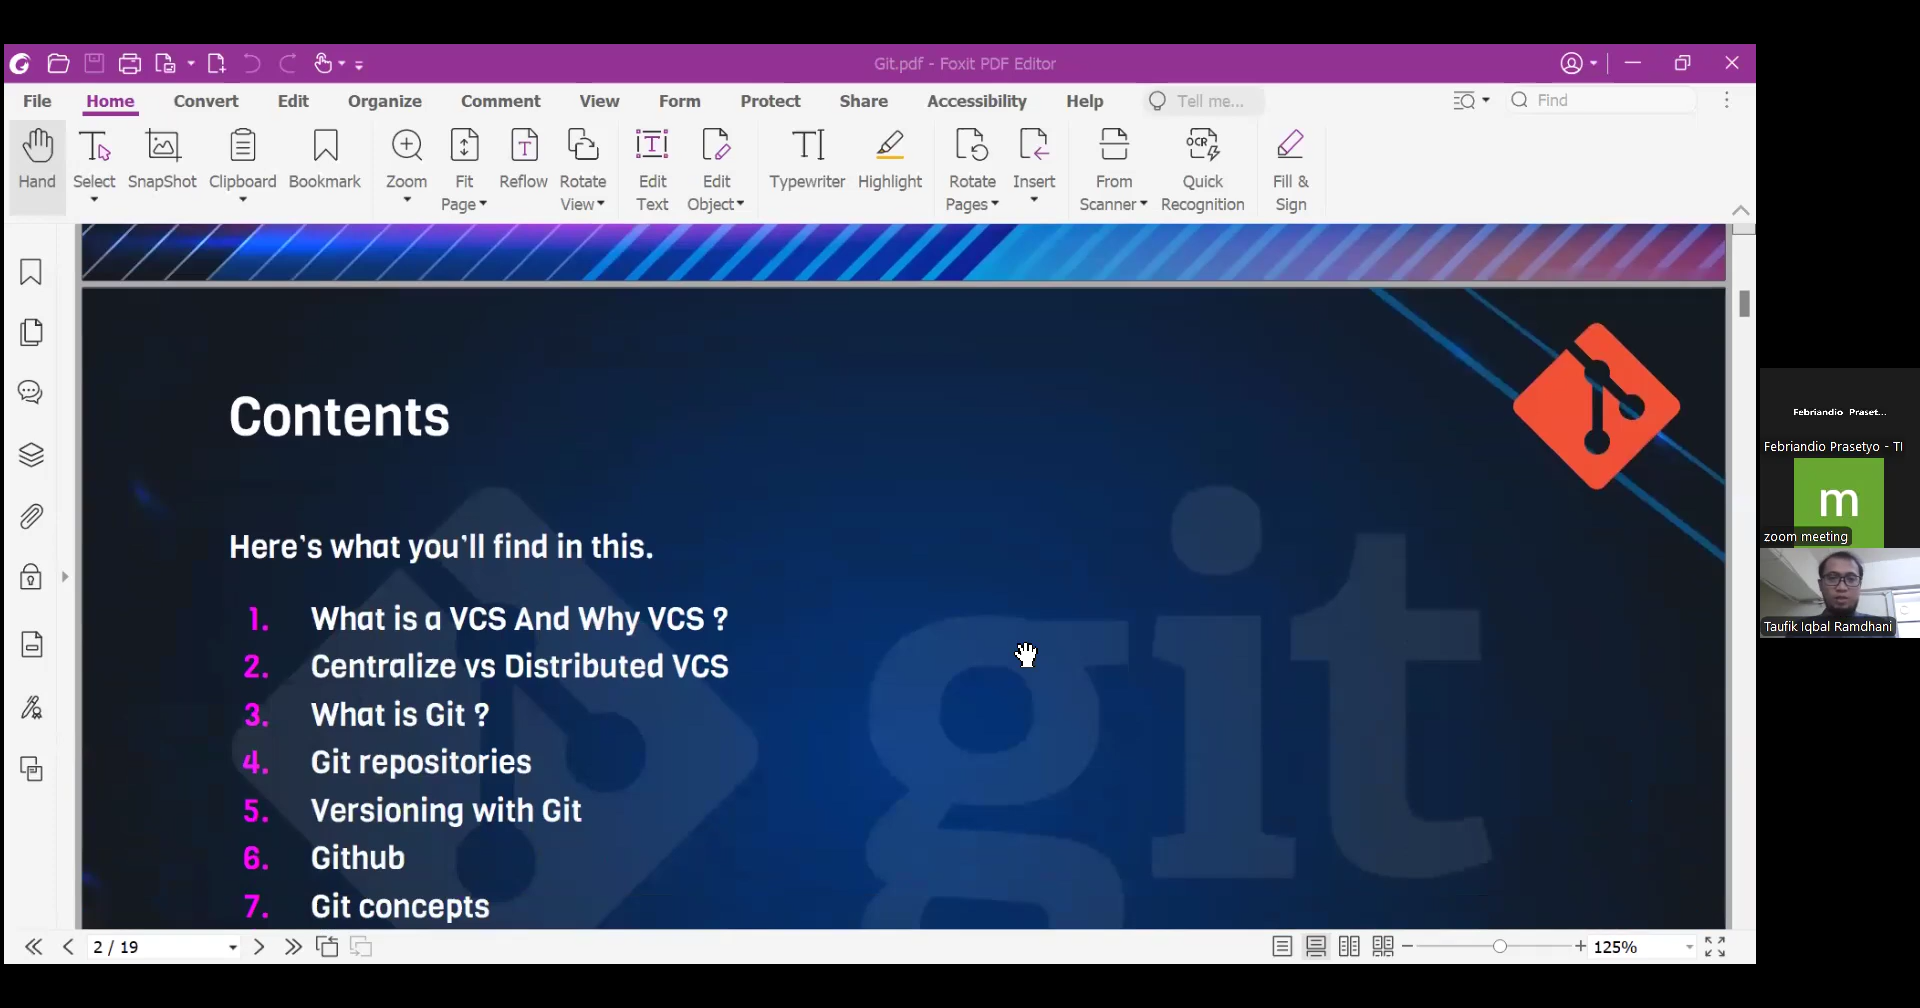 Git.pdf - Foxit PDF Editor
File Home Convert Edit Organize Comment View Form Protect Share Accessibility Help Tell me... Find
Hand Select SnapShot Clipboard Bookmark Zoom Fit Page Reflow Rotate View Edit Text Edit Object Typewriter Highlight Rotate Pages Insert From Scanner OCR Quick Recognition Fill & Sign
Contents
git
Here's what you'll find in this.
1. What is a VCS And Why VCS ?
2. Centralize vs Distributed VCS
3. What is Git ?
4. Git repositories
5. Versioning with Git
6. Github
7. Git concepts
2 / 19
125%
Febriandio Praset...
Febriandio Prasetyo - TI
m
zoom meeting
Taufik Iqbal Ramdhani